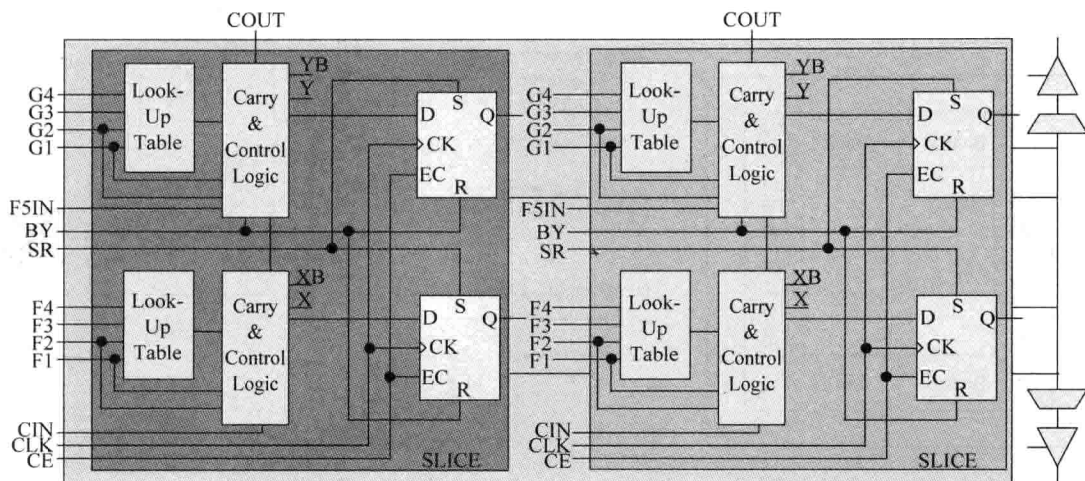 COUT
YB
Y
Look-
Up
Table
Carry
&
Control
Logic
G4
G3
G2
G1
S
D
Q
CK
EC
R
F5IN
BY
SR
XB
X
Look-
Up
Table
Carry
&
Control
Logic
F4
F3
F2
F1
S
D
Q
CK
EC
R
CIN
CLK
CE
SLICE
COUT
YB
Y
Look-
Up
Table
Carry
&
Control
Logic
G4
G3
G2
G1
S
D
Q
CK
EC
R
F5IN
BY
SR
XB
X
Look-
Up
Table
Carry
&
Control
Logic
F4
F3
F2
F1
S
D
Q
CK
EC
R
CIN
CLK
CE
SLICE